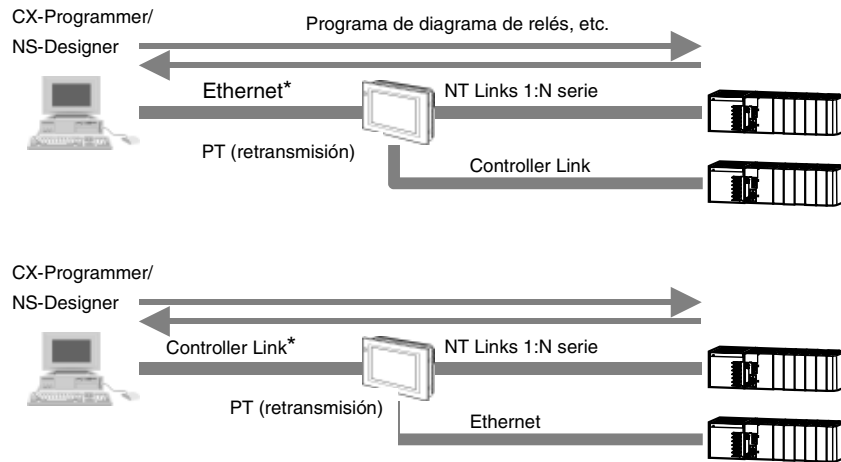 CX-Programmer/
NS-Designer
Programa de diagrama de relés, etc.
Ethernet*
NT Links 1:N serie
PT (retransmisión)
Controller Link
CX-Programmer/
NS-Designer
Controller Link*
NT Links 1:N serie
PT (retransmisión)
Ethernet